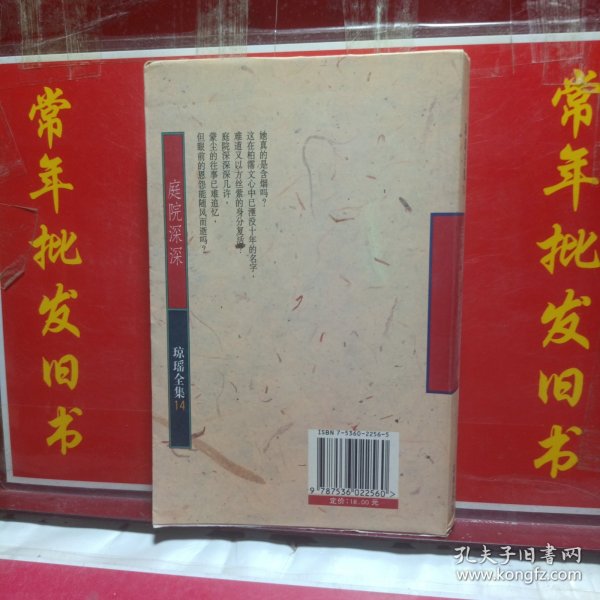 常年批发旧书
她真的是含烟吗？
这在柏霈文心中已湮没十年的名字，
难道又以方丝萦的身分复活？
庭院深深深几许，
蒙尘的往事已难追忆，
但眼前的恩怨能随风而逝吗？
庭院深深
琼瑶全集14
ISBN 7-5360-2256-5
9 787536 022560 >
定价:18.00元
常年批发旧书
孔夫子旧书网
www.kongfz.com